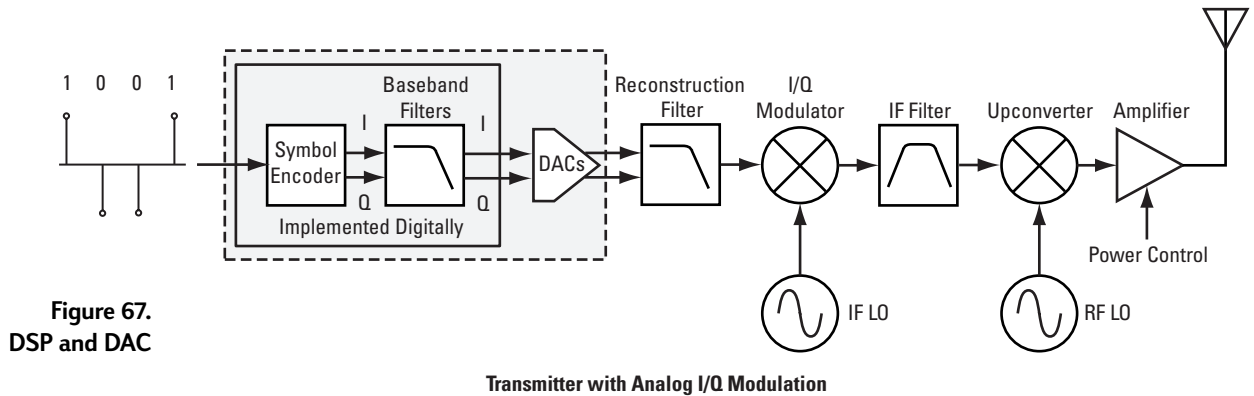 1 0 0 1
Symbol
Encoder
I
Q
Baseband
Filters
I
Q
Implemented Digitally
DACs
Reconstruction
Filter
I/Q
Modulator
IF LO
IF Filter
Upconverter
RF LO
Amplifier
Power Control
Figure 67.
DSP and DAC
Transmitter with Analog I/Q Modulation